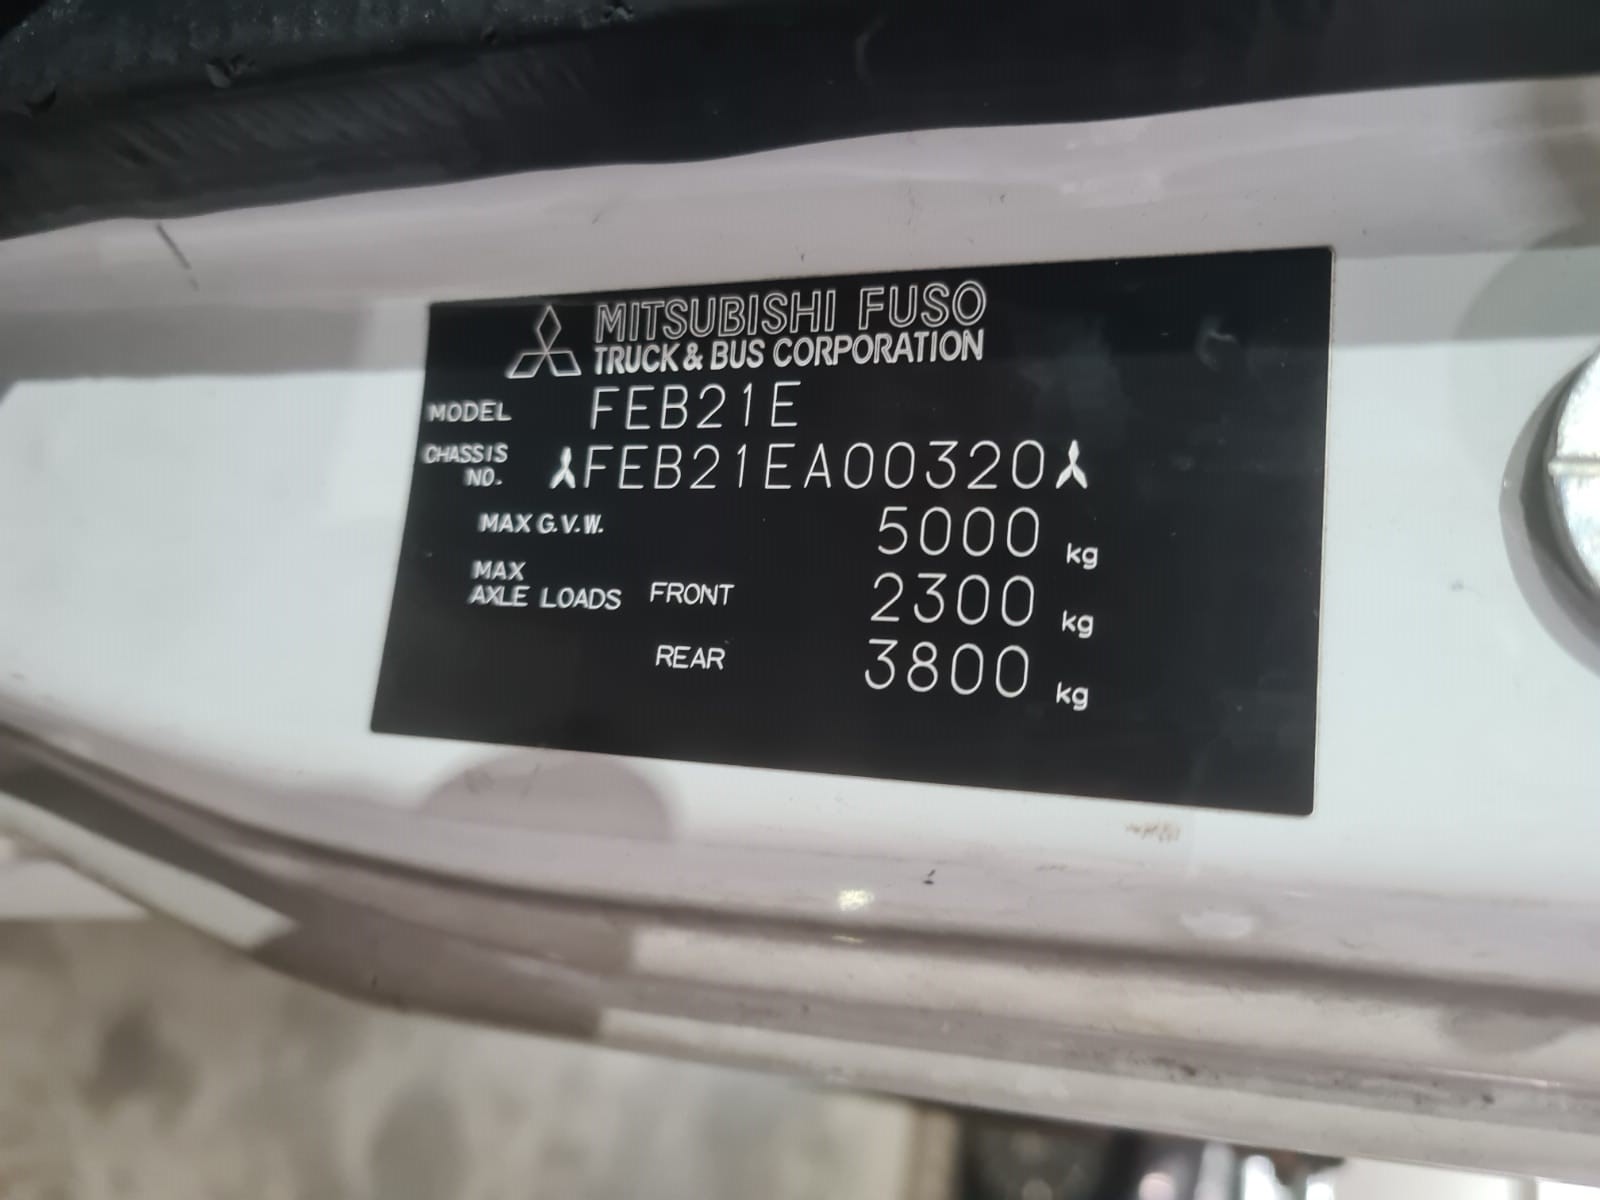 MITSUBISHI FUSO
TRUCK & BUS CORPORATION
MODEL FEB21E
CHASSIS NO. FEB21EA00320
MAX G.V.W. 5000 kg
MAX AXLE LOADS FRONT 2300 kg
REAR 3800 kg